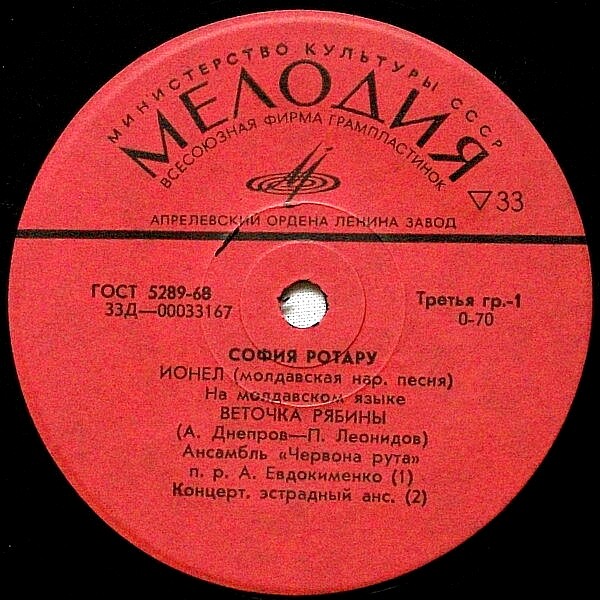 МИНИСТЕРСТВО КУЛЬТУРЫ СССР
МЕЛОДИЯ
ВСЕСОЮЗНАЯ ФИРМА ГРАМПЛАСТИНОК
▽33
АПРЕЛЕВСКИЙ ОРДЕНА ЛЕНИНА ЗАВОД
ГОСТ 5289-68
33Д—00033167
Третья гр.-1
0-70
СОФИЯ РОТАРУ
ИОНЕЛ (молдавская нар. песня)
На молдавском языке
ВЕТОЧКА РЯБИНЫ
(А. Днепров—П. Леонидов)
Ансамбль «Червона рута»
п. р. А. Евдокименко (1)
Концерт. эстрадный анс. (2)